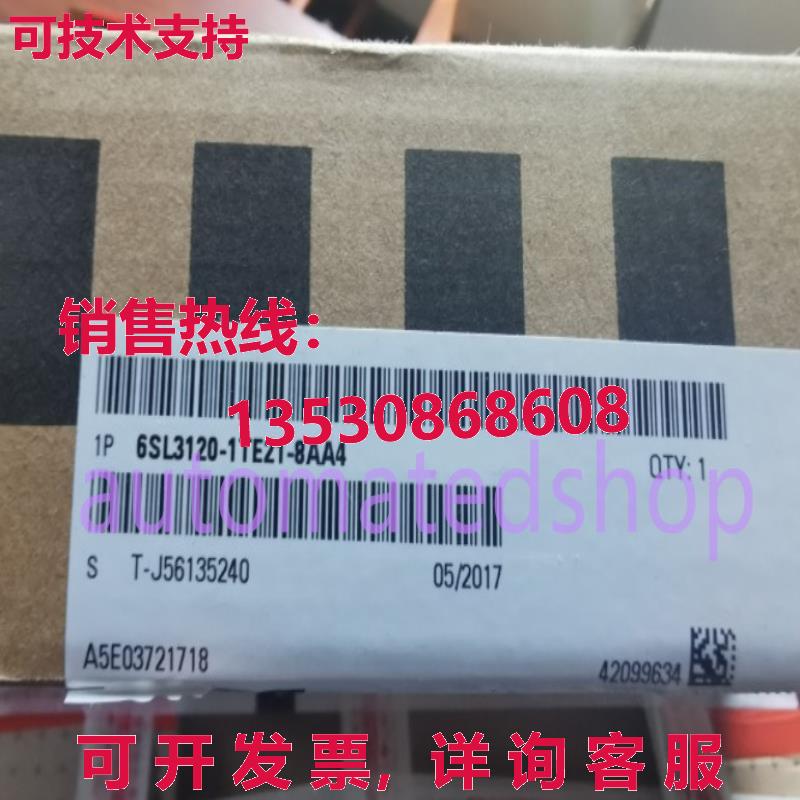 可技术支持
销售热线:
13530868608
1P 6SL3120-1TE21-8AA4
QTY: 1
automatedshop
S T-J56135240 05/2017
A5E03721718
42099634
可开发票, 详询客服